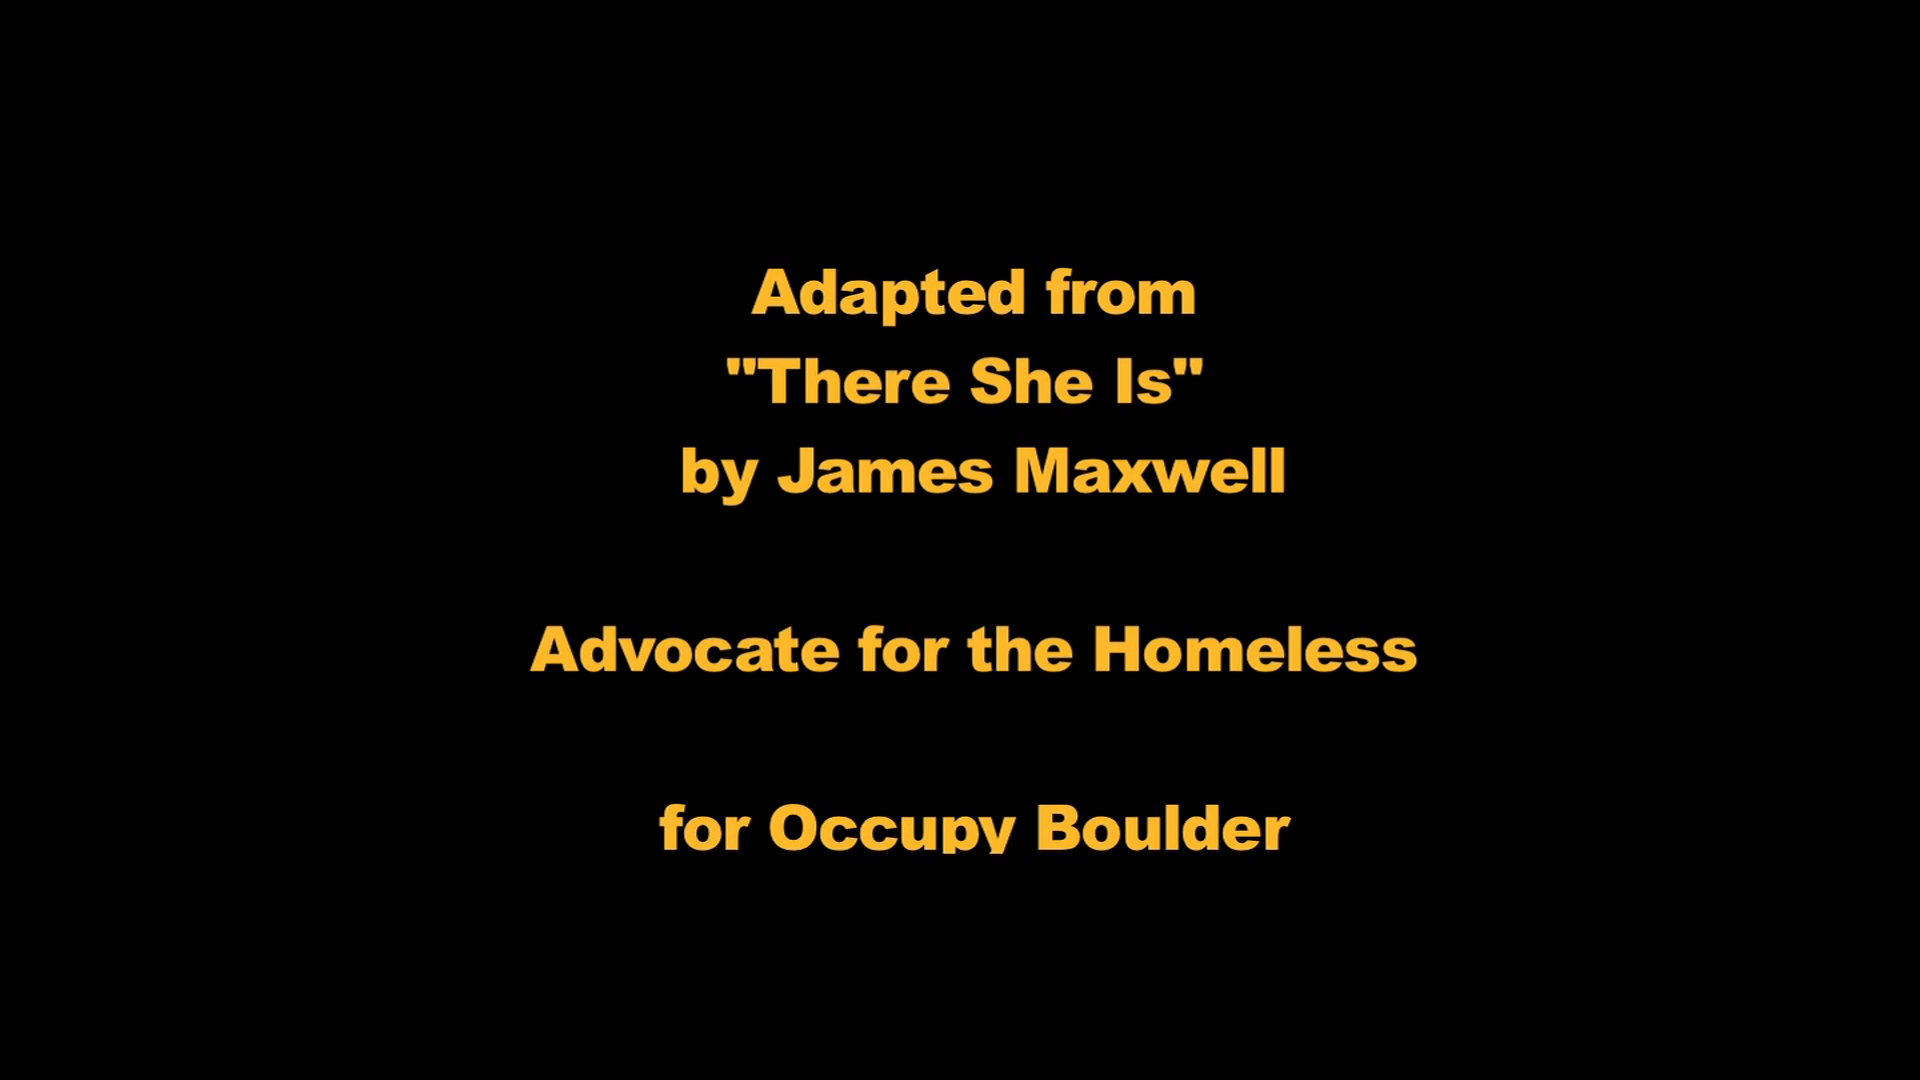 Adapted from
"There She Is"
by James Maxwell
Advocate for the Homeless
for Occupy Boulder